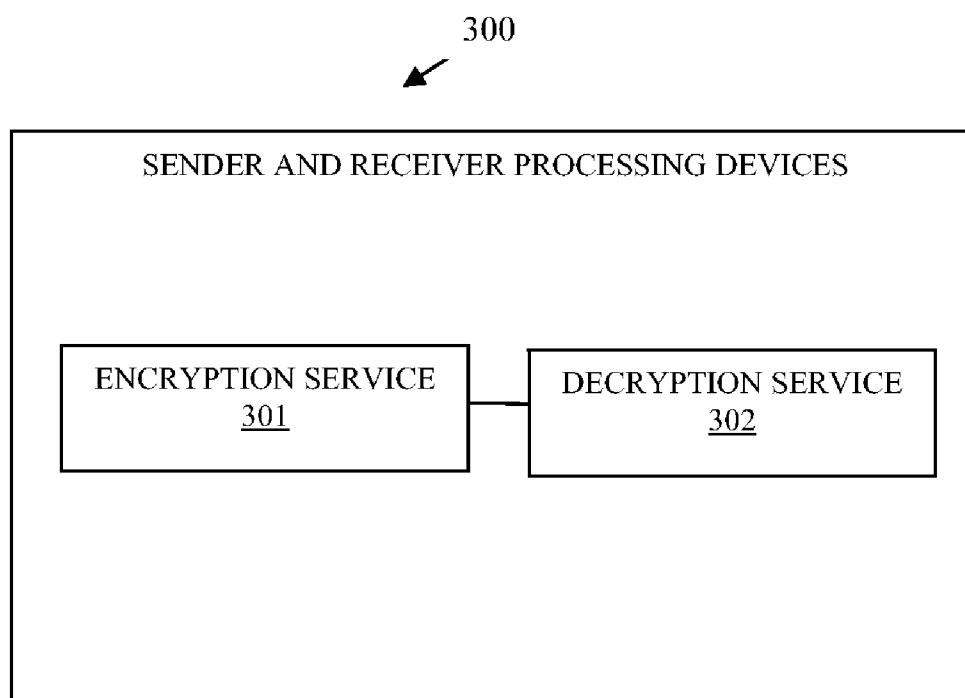 300
SENDER AND RECEIVER PROCESSING DEVICES
ENCRYPTION SERVICE
301
DECRYPTION SERVICE
302